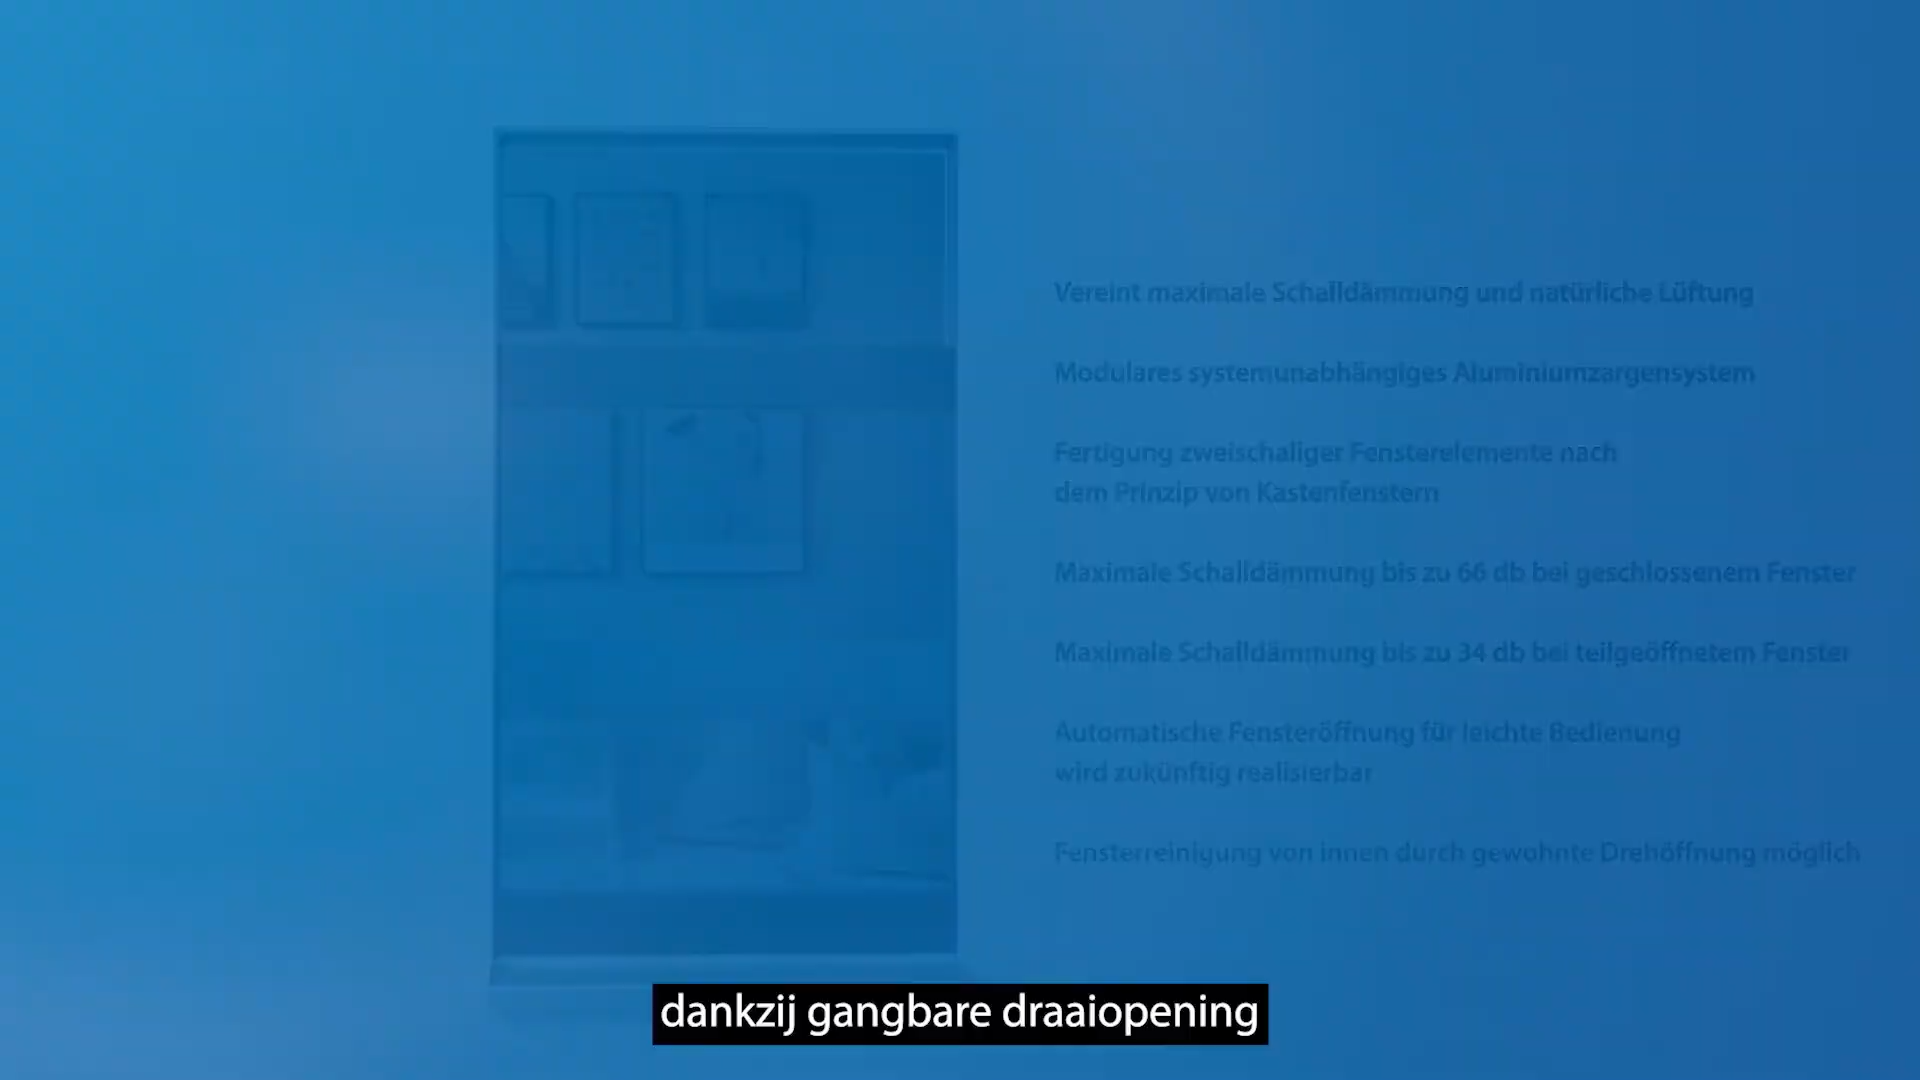 Vereint maximale Schalldämmung und natürliche Lüftung
Modulares systemunabhängiges Aluminiumzargensystem
Fertigung zweischaliger Fensterelemente nach
dem Prinzip von Kastenfenstern
Maximale Schalldämmung bis zu 66 db bei geschlossenem Fenster
Maximale Schalldämmung bis zu 34 db bei teilgeöffnetem Fenster
Automatische Fensteröffnung für leichte Bedienung
wird zukünftig realisierbar
Fensterreinigung von innen durch gewohnte Drehöffnung möglich
dankzij gangbare draaiopening